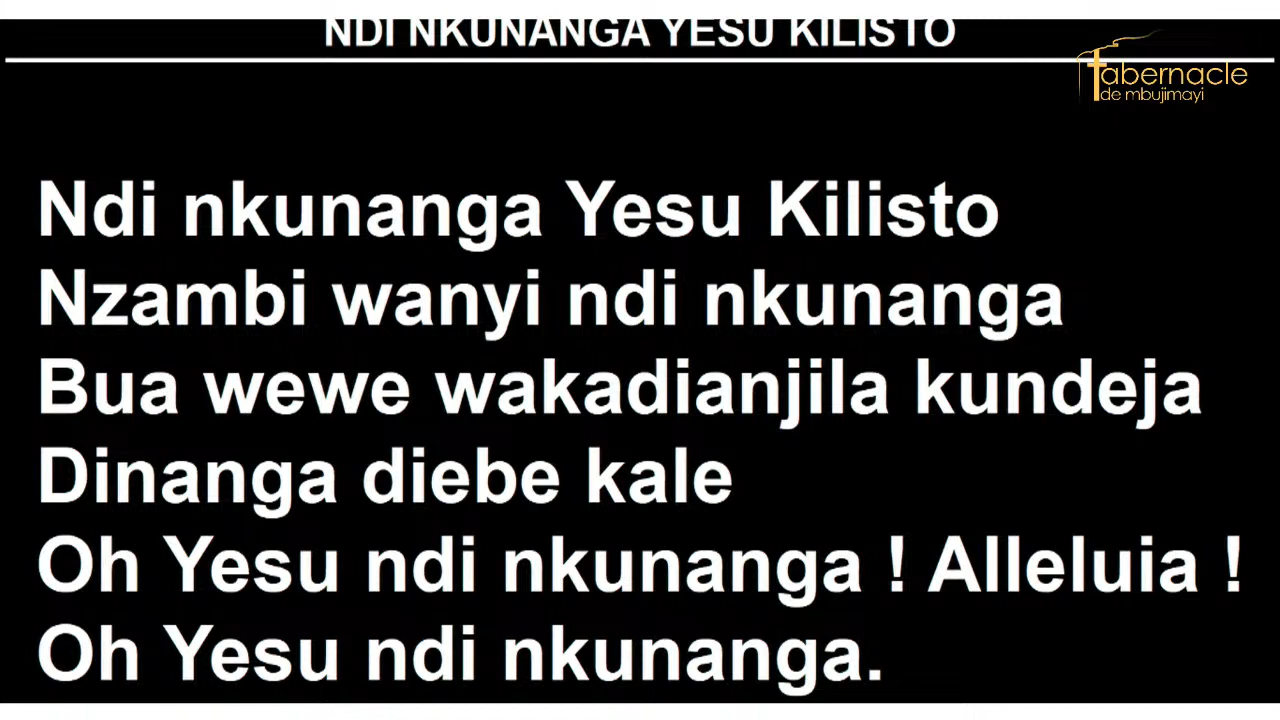 NDI NKUNANGA YESU KILISTO
tabernacle
de mbujimayi
Ndi nkunanga Yesu Kilisto
Nzambi wanyi ndi nkunanga
Bua wewe wakadianjila kundeja
Dinanga diebe kale
Oh Yesu ndi nkunanga ! Alleluia !
Oh Yesu ndi nkunanga.